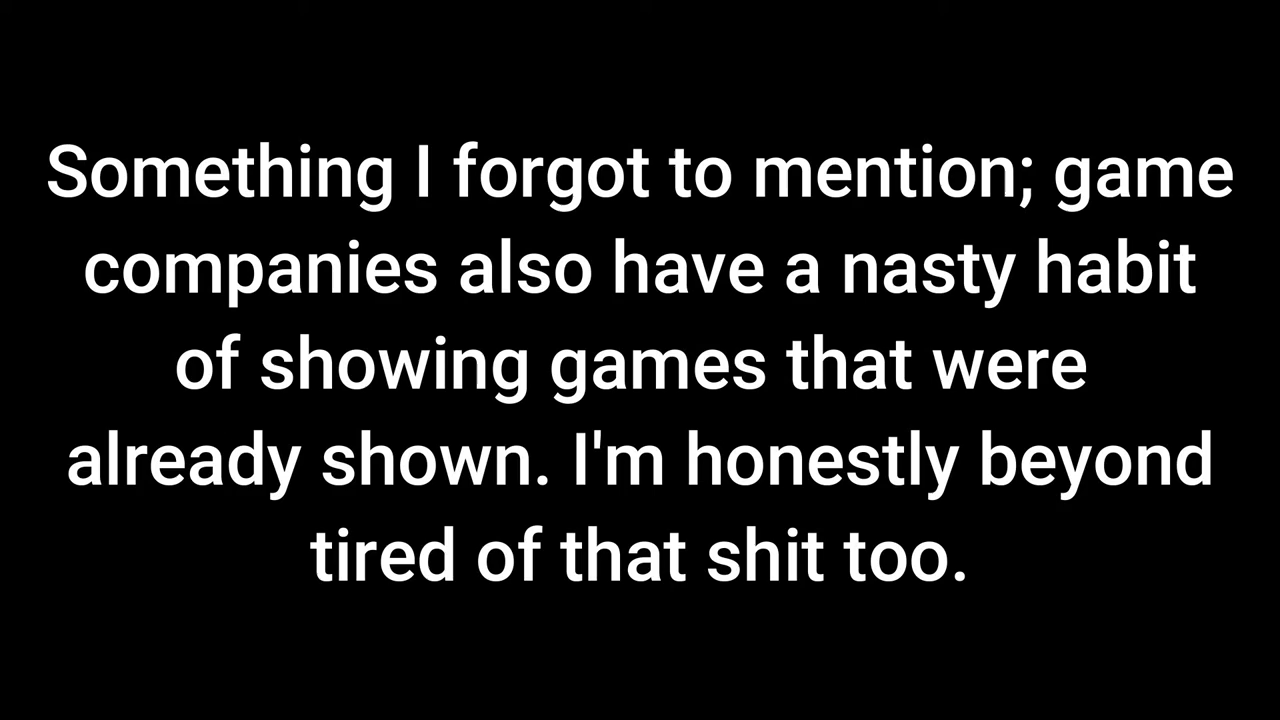 Something I forgot to mention; game
companies also have a nasty habit
of showing games that were
already shown. I'm honestly beyond
tired of that shit too.